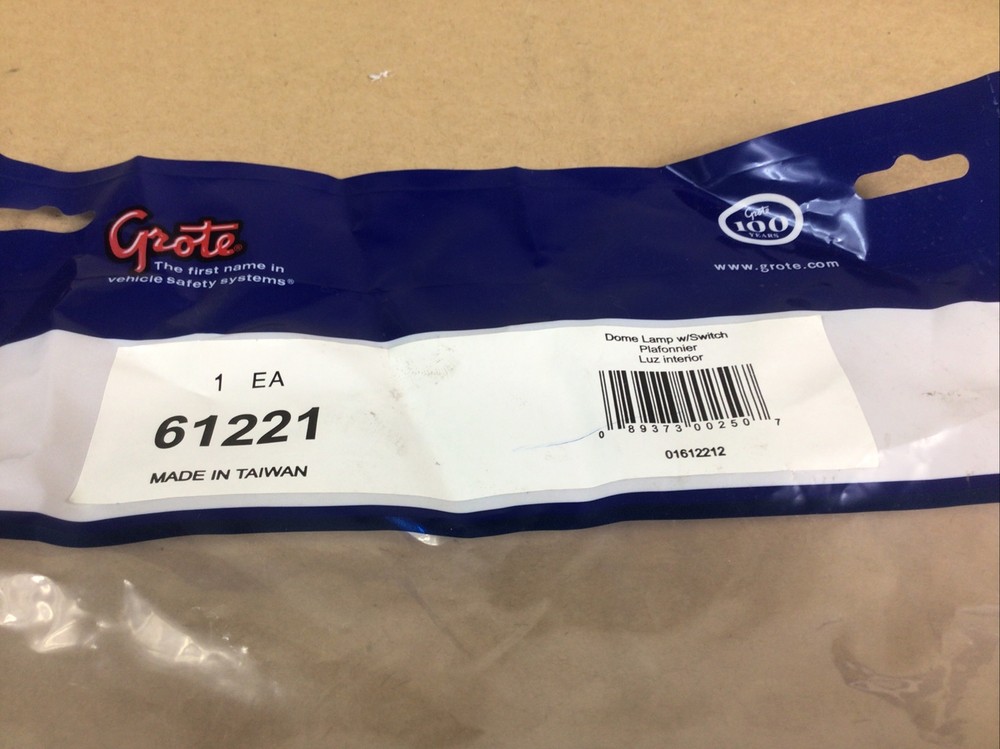 Grote®
The first name in
vehicle safety systems®
Grote
100
YEARS
www.grote.com
1 EA
61221
MADE IN TAIWAN
Dome Lamp w/Switch
Plafonnier
Luz interior
0 89373 00250 7
01612212